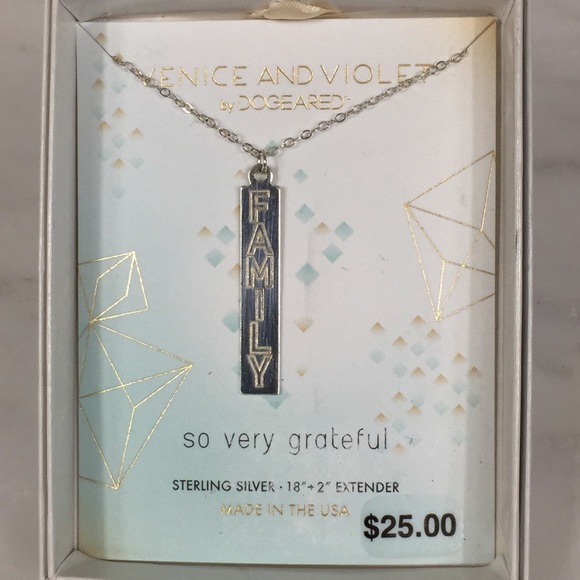 VENICE AND VIOLET
by DOGEARED
FAMILY
so very grateful
STERLING SILVER · 18"+2" EXTENDER
MADE IN THE USA
$25.00